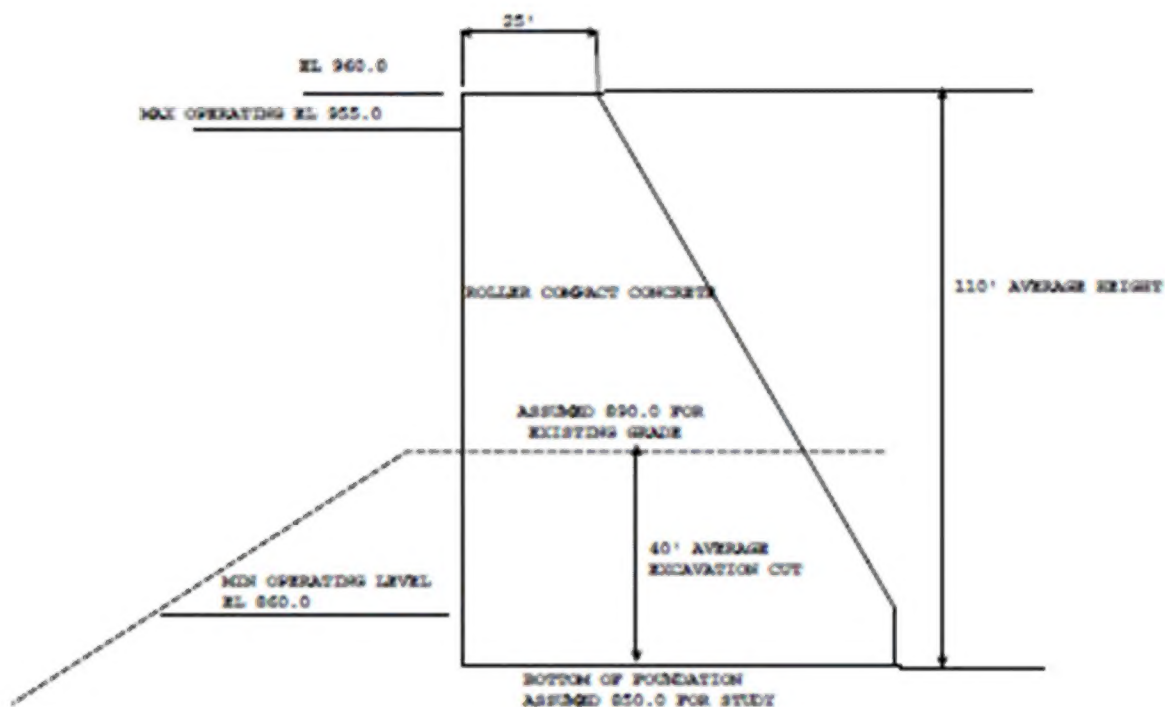 25'
EL 960.0
MAX OPERATING EL 955.0
110' AVERAGE HEIGHT
ROLLER COMPACT CONCRETE
ASSUMED 890.0 FOR
EXISTING GRADE
40' AVERAGE
EXCAVATION CUT
MIN OPERATING LEVEL
EL 860.0
BOTTOM OF FOUNDATION
ASSUMED 850.0 FOR STUDY